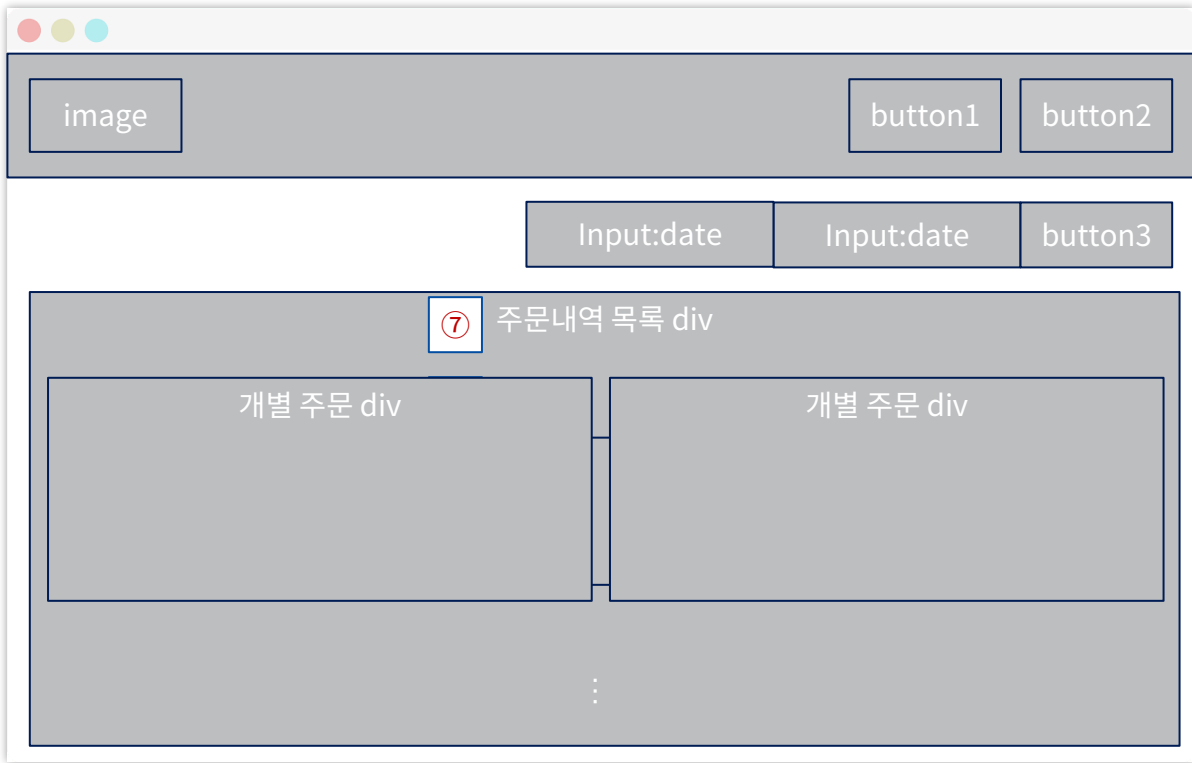 image
button1
button2
Input:date
Input:date
button3
⑦ 주문내역 목록 div
개별 주문 div
개별 주문 div
⋮